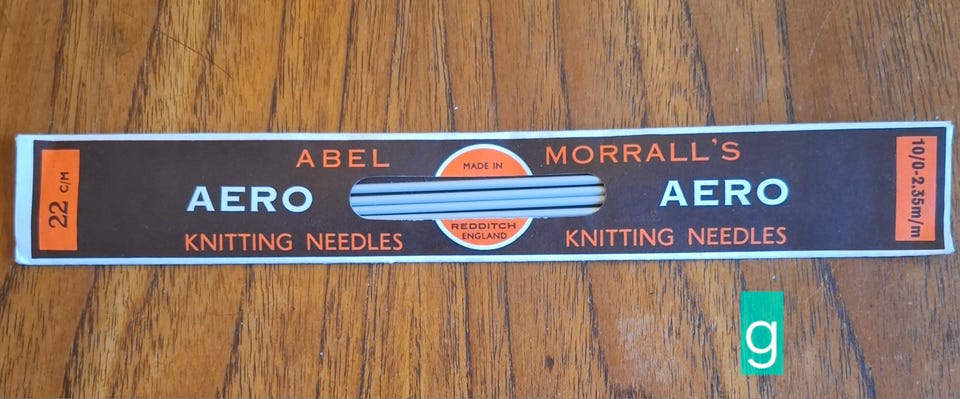 22 C/M
ABEL MORRALL'S
AERO AERO
KNITTING NEEDLES KNITTING NEEDLES
MADE IN
REDDITCH
ENGLAND
10/0-2.35m/m
g